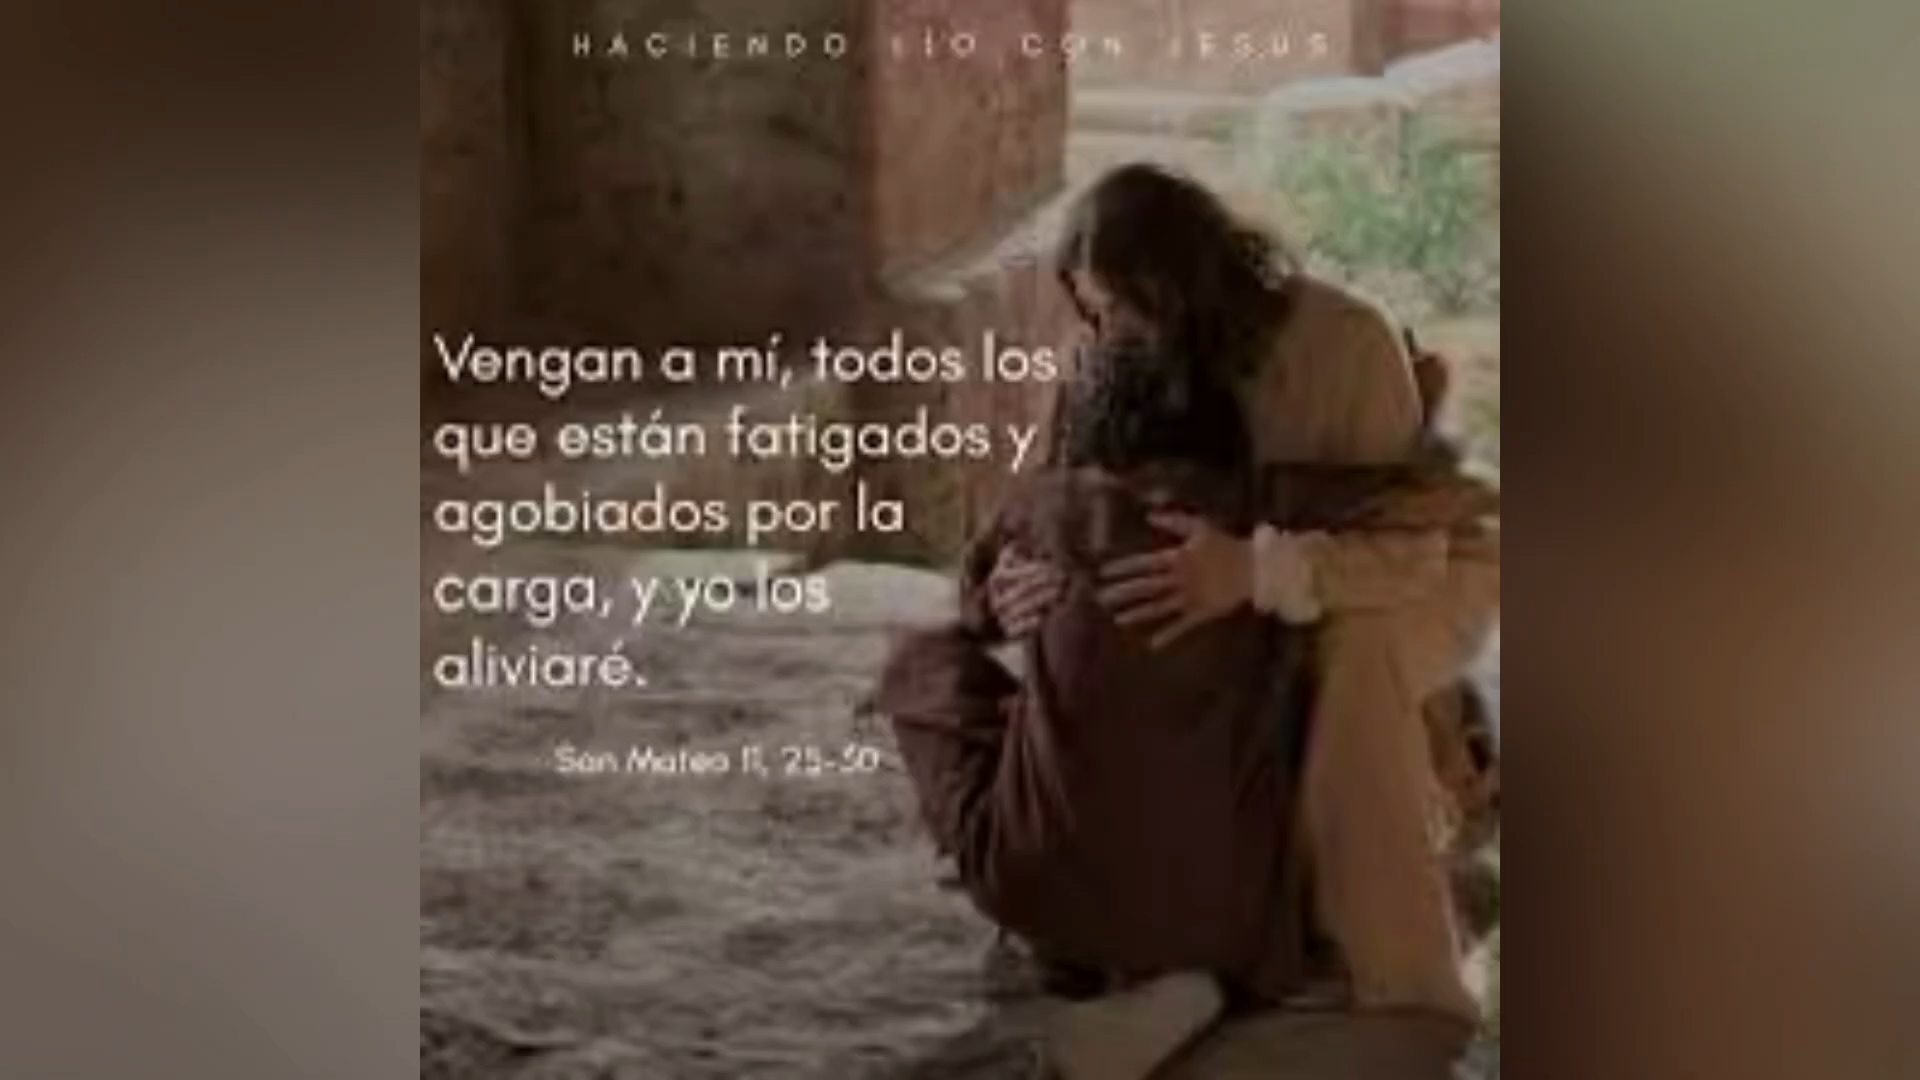 HACIENDO LÍO CON JESUS
Vengan a mí, todos los
que están fatigados y
agobiados por la
carga, y yo los
aliviaré.
San Mateo 11, 25-30